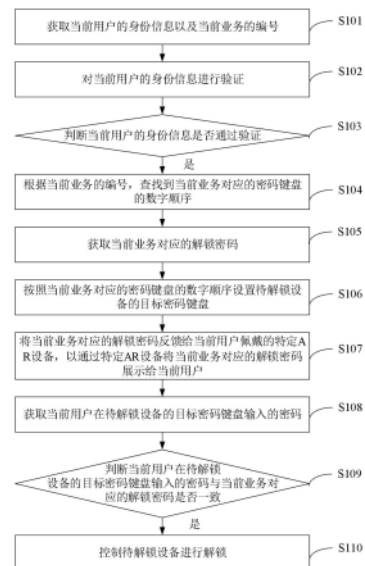 获取当前用户的身份信息以及当前业务的编号
S101
对当前用户的身份信息进行验证
S102
判断当前用户的身份信息是否通过验证
S103
是
根据当前业务的编号，查找到当前业务对应的密码键盘
的数字顺序
S104
获取当前业务对应的解锁密码
S105
按照当前业务对应的密码键盘的数字顺序设置待解锁设
备的目标密码键盘
S106
将当前业务对应的解锁密码反馈给当前用户佩戴的特定A
R设备，以通过特定AR设备将当前业务对应的解锁密码
展示给当前用户
S107
获取当前用户在待解锁设备的目标密码键盘输入的密码
S108
判断当前用户在待解锁
设备的目标密码键盘输入的密码与当前业务对
应的解锁密码是否一致
S109
是
控制待解锁设备进行解锁
S110